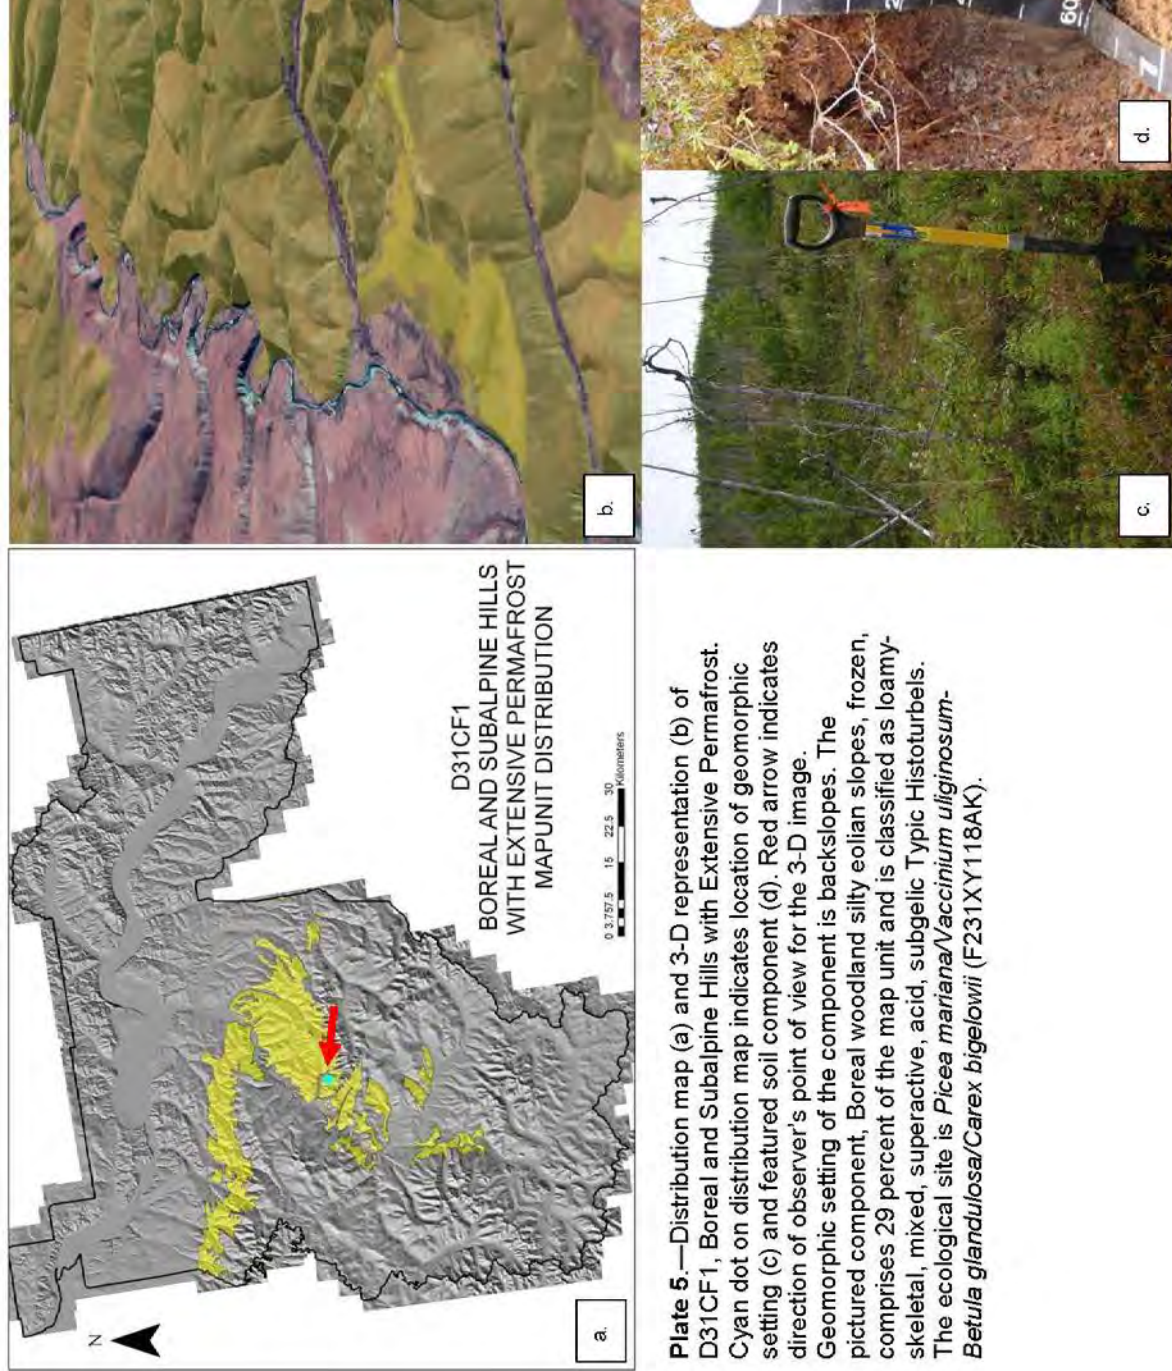 N
D31CF1
BOREAL AND SUBALPINE HILLS
WITH EXTENSIVE PERMAFROST
MAPUNIT DISTRIBUTION
0 3.757.5 15 22.5 30
Kilometers
a.
b.
c.
d.
60
1
Plate 5.—Distribution map (a) and 3-D representation (b) of
D31CF1, Boreal and Subalpine Hills with Extensive Permafrost.
Cyan dot on distribution map indicates location of geomorphic
setting (c) and featured soil component (d). Red arrow indicates
direction of observer's point of view for the 3-D image.
Geomorphic setting of the component is backslopes. The
pictured component, Boreal woodland silty eolian slopes, frozen,
comprises 29 percent of the map unit and is classified as loamy-
skeletal, mixed, superactive, acid, subgelic Typic Histoturbels.
The ecological site is Picea mariana/Vaccinium uliginosum-
Betula glandulosa/Carex bigelowii (F231XY118AK).